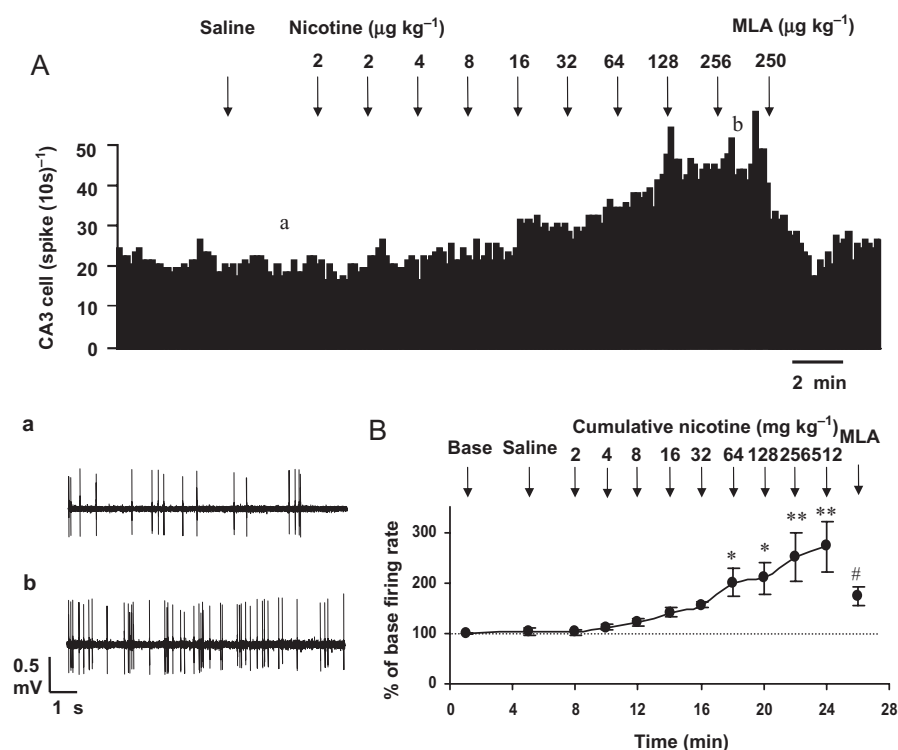 Saline Nicotine (μg kg⁻¹) MLA (μg kg⁻¹)
A
2 2 4 8 16 32 64 128 256 250
b
a
CA3 cell (spike (10s)⁻¹)
50
40
30
20
10
0
2 min
a
b
0.5
mV
1 s
B
Cumulative nicotine (mg kg⁻¹) MLA
Base Saline 2 4 8 16 32 64 128 256 512
* * ** **
#
% of base firing rate
300
200
100
0
0 4 8 12 16 20 24 28
Time (min)